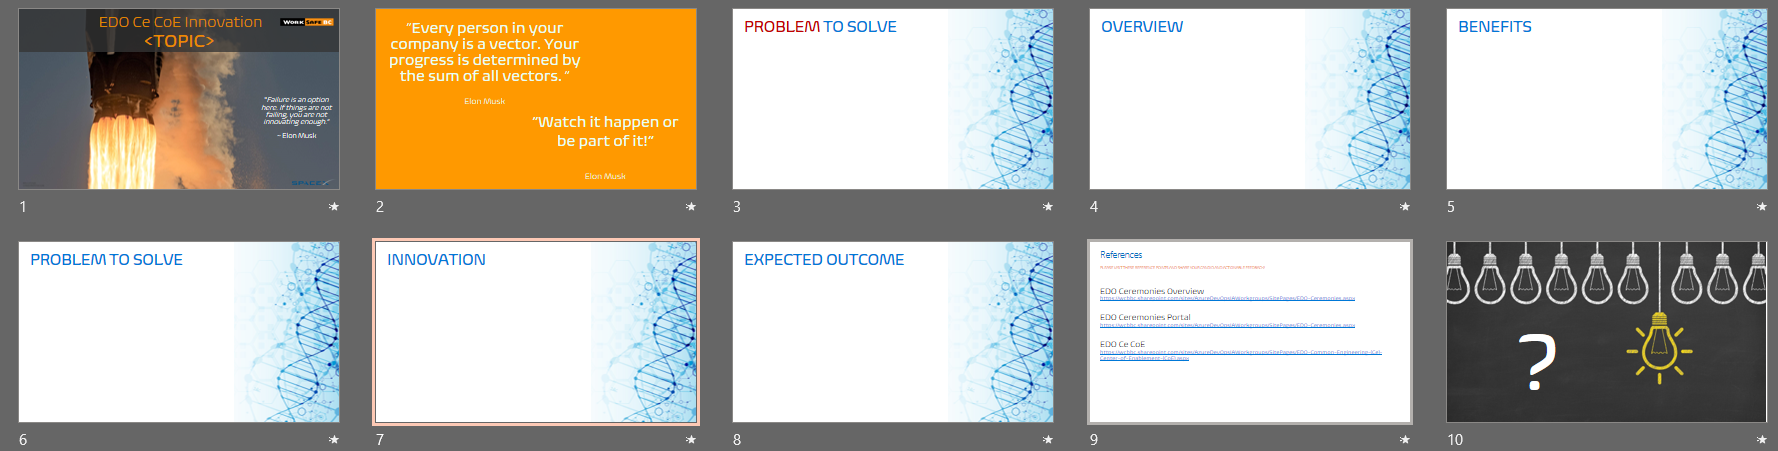 EDO Ce CoE Innovation
<TOPIC>
WORK SAFE BC
"Failure is an option
here. If things are not
failing, you are not
innovating enough."
– Elon Musk
SPACEX
1
"Every person in your
company is a vector. Your
progress is determined by
the sum of all vectors. "
Elon Musk
"Watch it happen or
be part of it!"
Elon Musk
2
PROBLEM TO SOLVE
3
OVERVIEW
4
BENEFITS
5
PROBLEM TO SOLVE
6
INNOVATION
7
EXPECTED OUTCOME
8
References
EDO Ceremonies Overview
EDO Ceremonies Portal
EDO Ce CoE
9
?
10